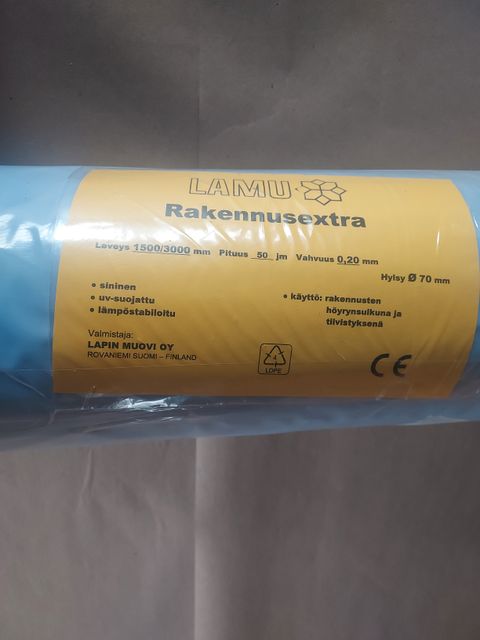 LAMU
Rakennusextra
Leveys 1500/3000 mm Pituus 50 jm Vahvuus 0,20 mm
Hylsy Ø 70 mm
• sininen
• uv-suojattu
• lämpöstabiloitu
• käyttö: rakennusten
höyrynsulkuna ja
tiivistyksenä
Valmistaja:
LAPIN MUOVI OY
ROVANIEMI SUOMI – FINLAND
4
LDPE
CE